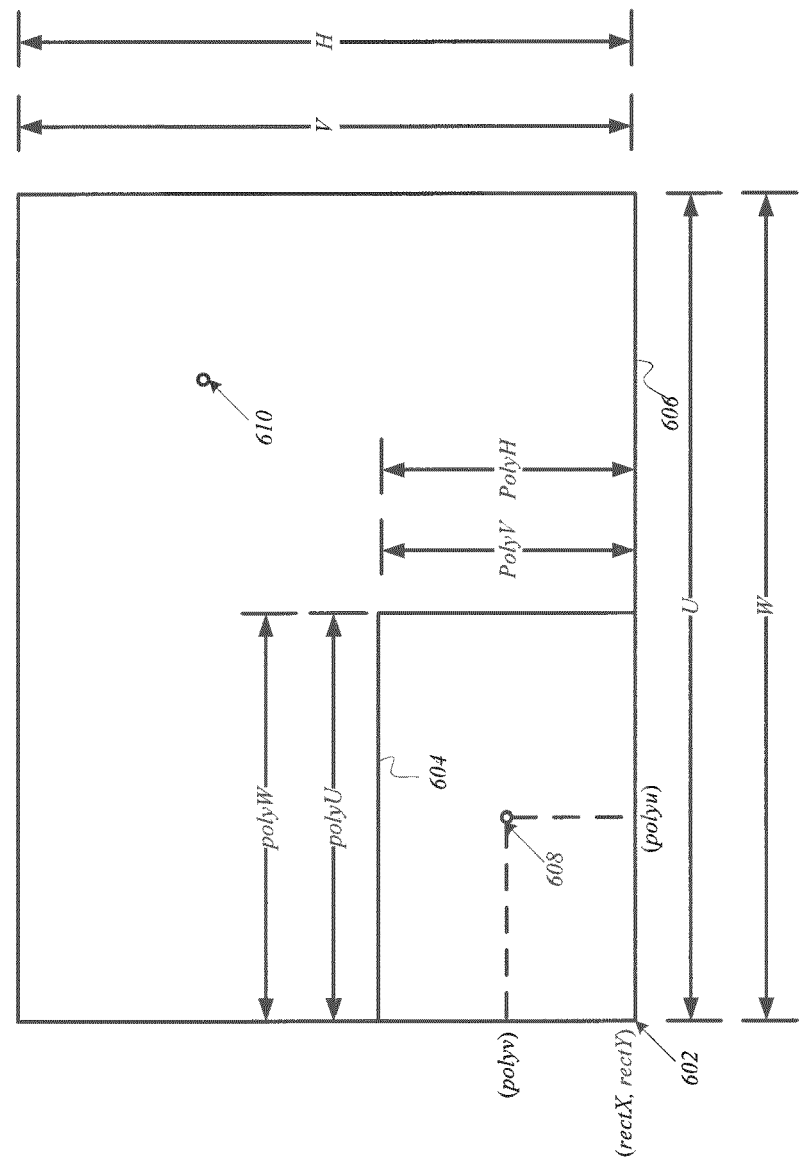 H
V
610
606
PolyH
PolyV
U
W
polyW
polyU
604
608
(polyu)
(polyv)
(rectX, rectY)
602